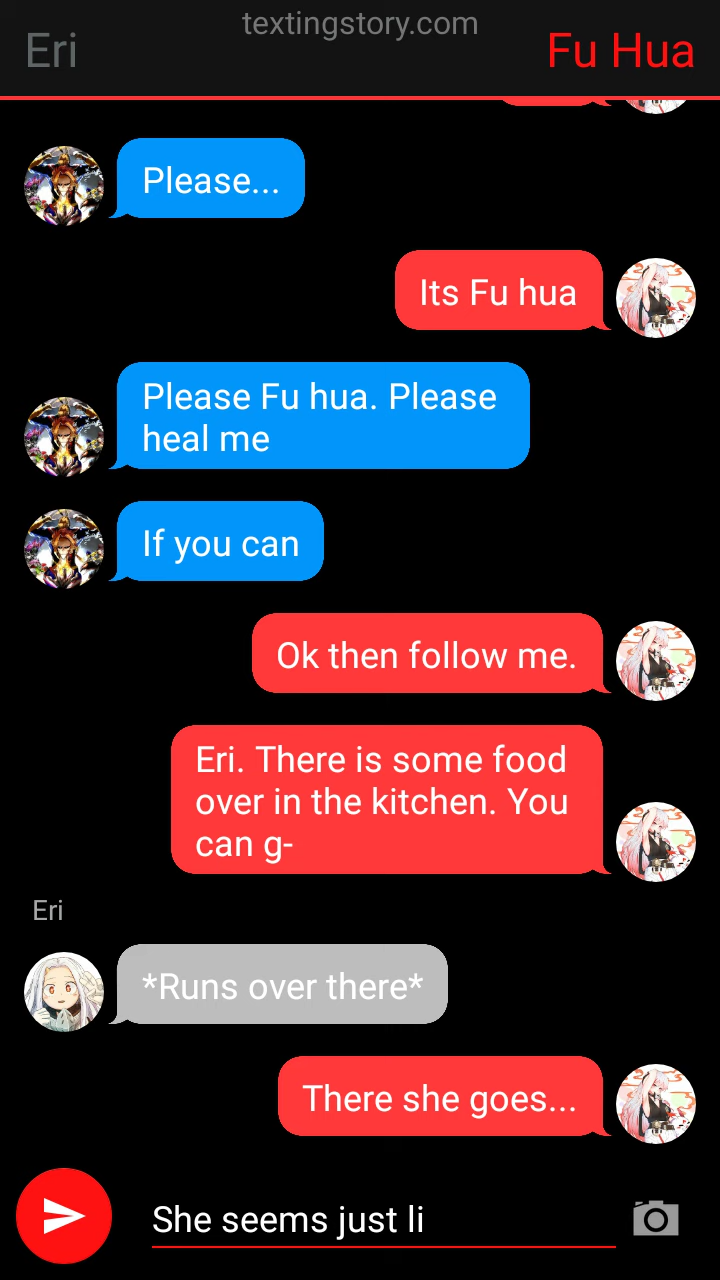 textingstory.com
Eri
Fu Hua
Please...
Its Fu hua
Please Fu hua. Please
heal me
If you can
Ok then follow me.
Eri. There is some food
over in the kitchen. You
can g-
Eri
*Runs over there*
There she goes...
She seems just li